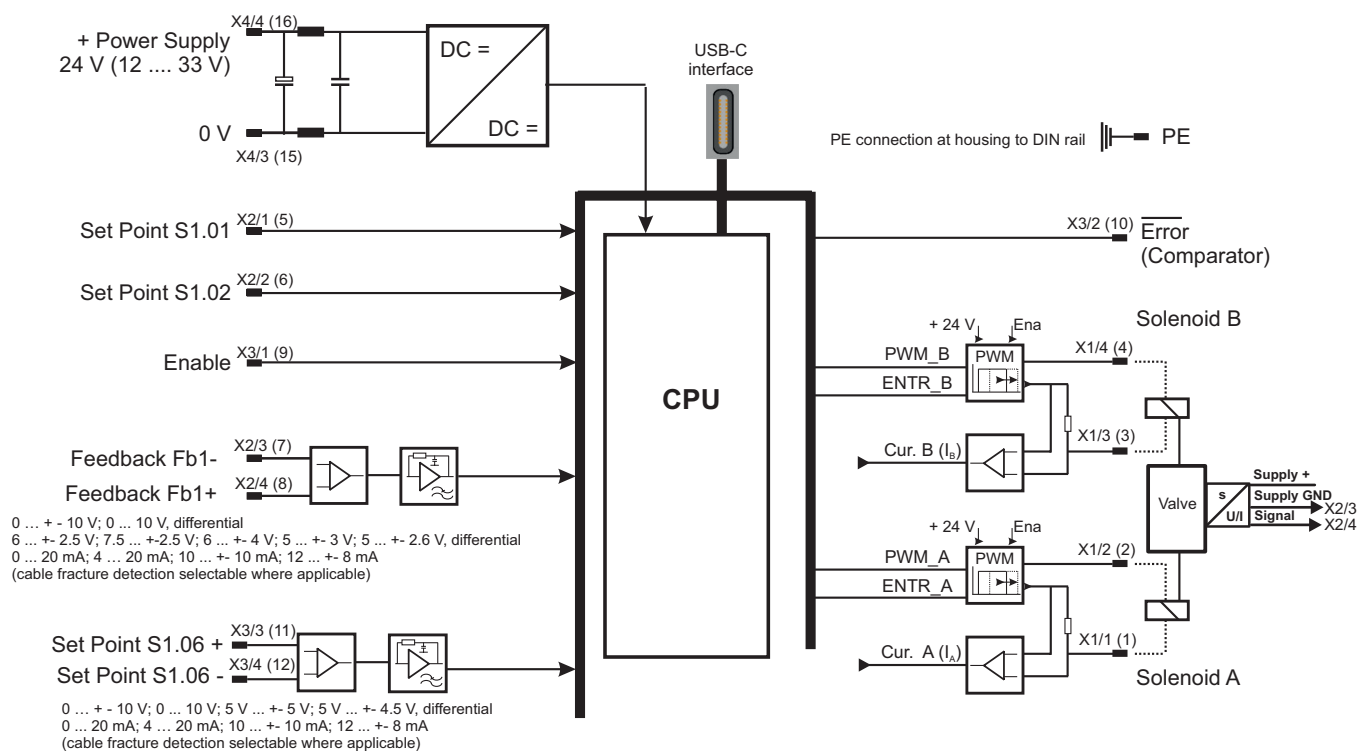 X4/4 (16)
+ Power Supply
24 V (12 .... 33 V)
0 V
X4/3 (15)
DC =
DC =
USB-C
interface
PE connection at housing to DIN rail
PE
Set Point S1.01
X2/1 (5)
Set Point S1.02
X2/2 (6)
Enable
X3/1 (9)
Feedback Fb1-
X2/3 (7)
Feedback Fb1+
X2/4 (8)
0 ... + - 10 V; 0 ... 10 V, differential
6 ... +- 2.5 V; 7.5 ... +-2.5 V; 6 ... +- 4 V; 5 ... +- 3 V; 5 ... +- 2.6 V, differential
0 ... 20 mA; 4 ... 20 mA; 10 ... +- 10 mA; 12 ... +- 8 mA
(cable fracture detection selectable where applicable)
Set Point S1.06 +
X3/3 (11)
Set Point S1.06 -
X3/4 (12)
0 ... + - 10 V; 0 ... 10 V; 5 V ... +- 5 V; 5 V ... +- 4.5 V, differential
0 ... 20 mA; 4 ... 20 mA; 10 ... +- 10 mA; 12 ... +- 8 mA
(cable fracture detection selectable where applicable)
CPU
X3/2 (10)
Error
(Comparator)
Solenoid B
+ 24 V
Ena
PWM_B
PWM
X1/4 (4)
ENTR_B
Cur. B (I_B)
X1/3 (3)
Valve
s
U/I
Supply +
Supply GND
X2/3
Signal
X2/4
+ 24 V
Ena
PWM_A
PWM
X1/2 (2)
ENTR_A
Cur. A (I_A)
X1/1 (1)
Solenoid A